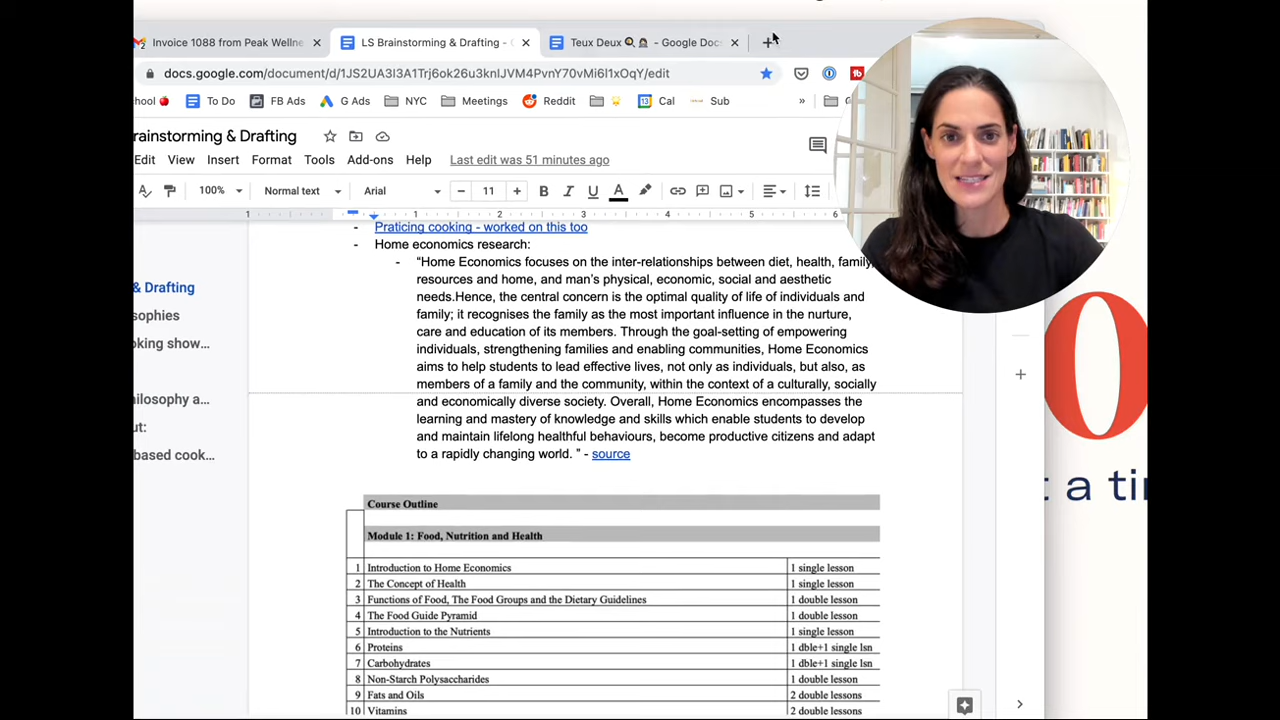 Invoice 1088 from Peak Wellne
LS Brainstorming & Drafting -
Teux Deux - Google Docs
docs.google.com/document/d/1JS2UA3I3A1Trj6ok26u3knIJVM4PvnY70vMi6I1xOqY/edit
hool
To Do
FB Ads
G Ads
NYC
Meetings
Reddit
13
Cal
Sub
»
rainstorming & Drafting
Edit View Insert Format Tools Add-ons Help Last edit was 51 minutes ago
100% Normal text Arial 11 B I U A
1 1 2 3 4 5 6
& Drafting
sophies
oking show…
hilosophy a…
ut:
based cook…
- Praticing cooking - worked on this too
- Home economics research:
- “Home Economics focuses on the inter-relationships between diet, health, family,
resources and home, and man’s physical, economic, social and aesthetic
needs.Hence, the central concern is the optimal quality of life of individuals and
family; it recognises the family as the most important influence in the nurture,
care and education of its members. Through the goal-setting of empowering
individuals, strengthening families and enabling communities, Home Economics
aims to help students to lead effective lives, not only as individuals, but also, as
members of a family and the community, within the context of a culturally, socially
and economically diverse society. Overall, Home Economics encompasses the
learning and mastery of knowledge and skills which enable students to develop
and maintain lifelong healthful behaviours, become productive citizens and adapt
to a rapidly changing world. ” - source
Course Outline
Module 1: Food, Nutrition and Health
1 Introduction to Home Economics 1 single lesson
2 The Concept of Health 1 single lesson
3 Functions of Food, The Food Groups and the Dietary Guidelines 1 double lesson
4 The Food Guide Pyramid 1 double lesson
5 Introduction to the Nutrients 1 single lesson
6 Proteins 1 dble+1 single lsn
7 Carbohydrates 1 dble+1 single lsn
8 Non-Starch Polysaccharides 1 double lesson
9 Fats and Oils 2 double lessons
10 Vitamins 2 double lessons
O
t a ti